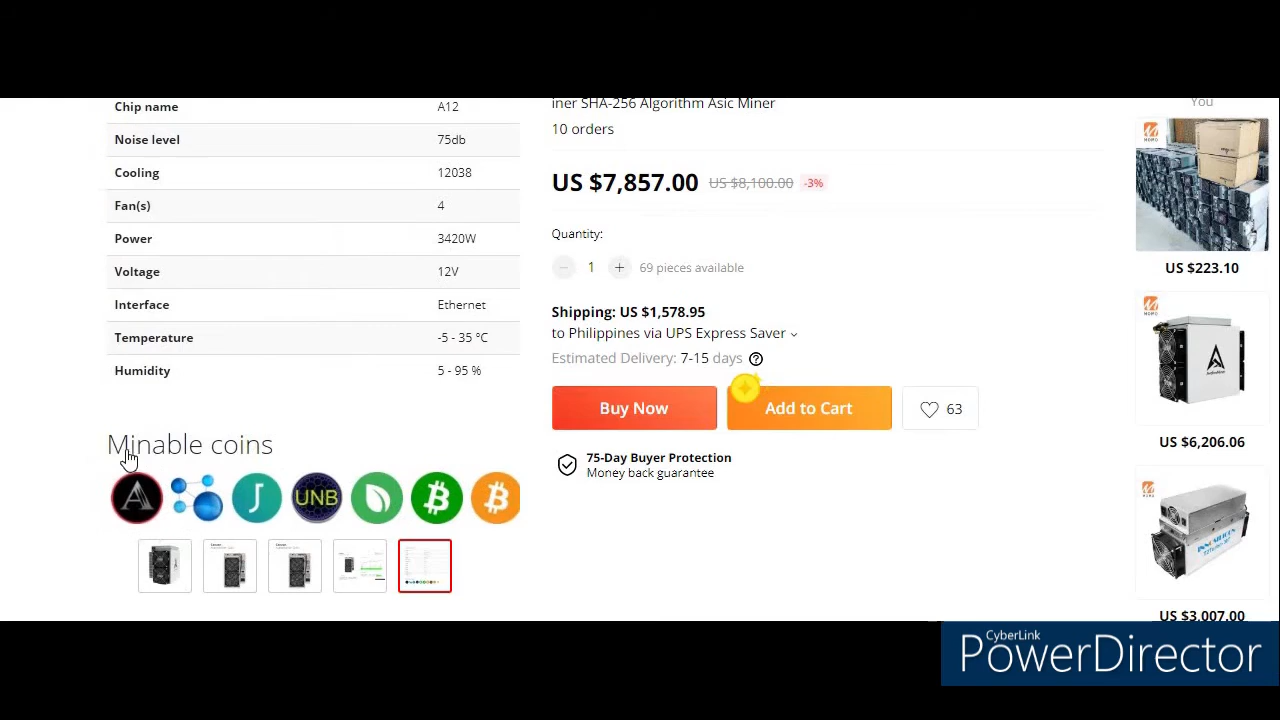 Chip name A12
Noise level 75db
Cooling 12038
Fan(s) 4
Power 3420W
Voltage 12V
Interface Ethernet
Temperature -5 - 35 °C
Humidity 5 - 95 %
Minable coins
UNB
iner SHA-256 Algorithm Asic Miner
10 orders
US $7,857.00 US $8,100.00 -3%
Quantity:
1 69 pieces available
Shipping: US $1,578.95
to Philippines via UPS Express Saver
Estimated Delivery: 7-15 days
Buy Now
Add to Cart
63
75-Day Buyer Protection
Money back guarantee
You
US $223.10
US $6,206.06
US $3,007.00
CyberLink
PowerDirector